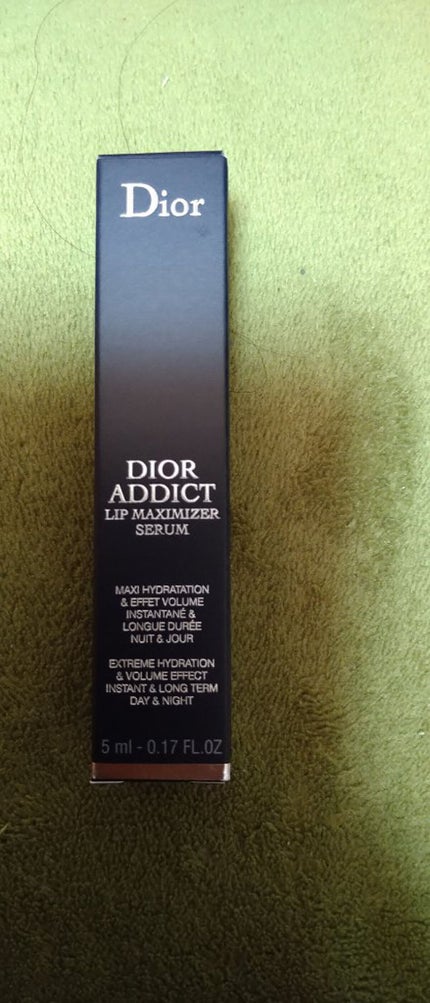 Dior
DIOR
ADDICT
LIP MAXIMIZER
SERUM
MAXI HYDRATATION
& EFFET VOLUME
INSTANTANÉ &
LONGUE DURÉE
NUIT & JOUR
EXTREME HYDRATION
& VOLUME EFFECT
INSTANT & LONG TERM
DAY & NIGHT
5 ml - 0.17 FL.OZ